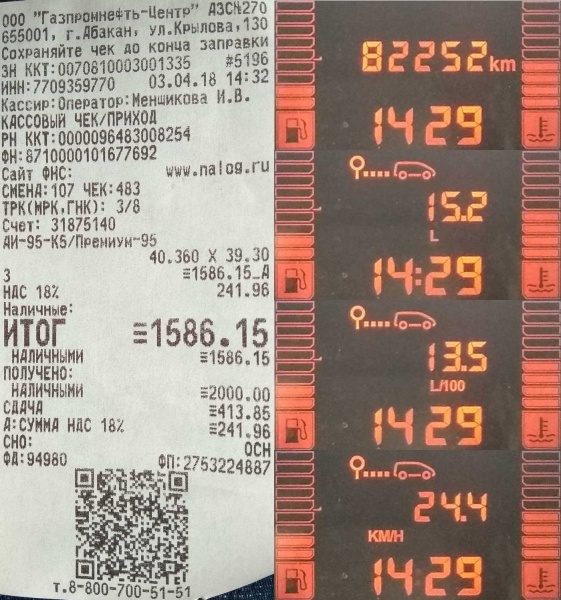 ООО "Газпромнефть-Центр" АЗС№270
655001, г.Абакан, ул.Крылова,130
Сохраняйте чек до конца заправки
ЗН ККТ:0070810003001335 #5196
ИНН:7709359770 03.04.18 14:32
Кассир:Оператор:Меншикова И.В.
КАССОВЫЙ ЧЕК/ПРИХОД
РН ККТ:0000096483008254
ФН:8710000101677692
Сайт ФНС: www.nalog.ru
СМЕНА:107 ЧЕК:483
ТРК(МРК,ГНК): 3/8
Счет: 31875140
АИ-95-К5/Премиум-95
40.360 X 39.30
3 ≡1586.15_А
НДС 18% 241.96
Наличные:
ИТОГ ≡1586.15
НАЛИЧНЫМИ ≡1586.15
ПОЛУЧЕНО:
НАЛИЧНЫМИ ≡2000.00
СДАЧА ≡413.85
А:СУММА НДС 18% ≡241.96
СНО: ОСН
ФД:94980 ФП:2753224887
т.8-800-700-51-51
82252 km
14 29
15.2
L
14:29
13.5
L/100
14 29
24.4
KM/H
14 29